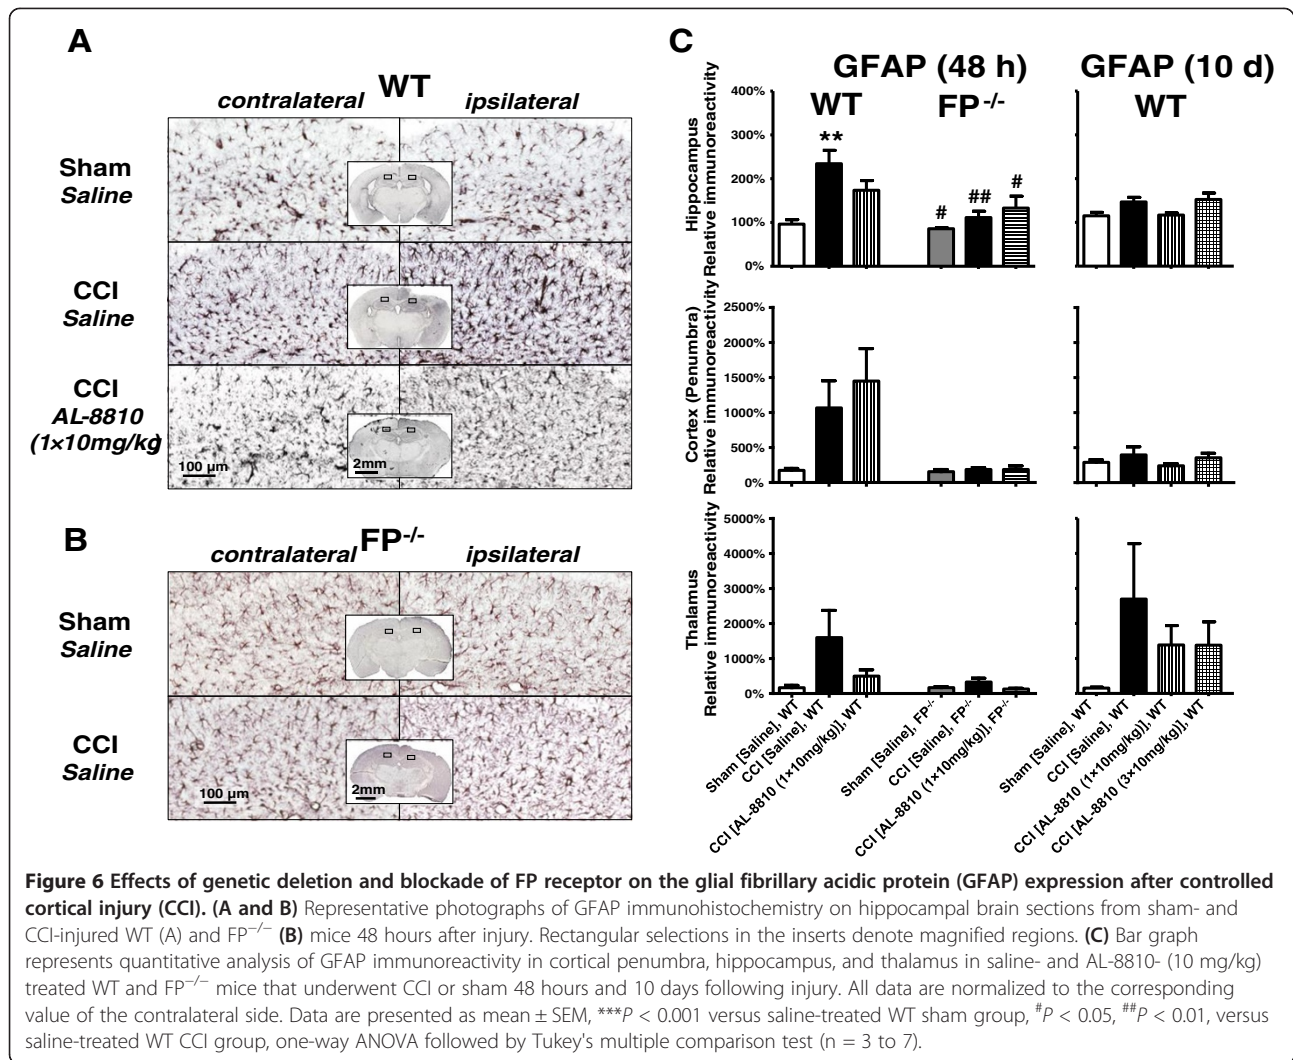 A
WT
contralateral
ipsilateral
Sham
Saline
CCI
Saline
CCI
AL-8810
(1×10mg/kg)
100 µm
2mm
B
FP-/-
contralateral
ipsilateral
Sham
Saline
CCI
Saline
100 µm
2mm
C
GFAP (48 h)
GFAP (10 d)
WT
FP -/-
WT
Hippocampus
Relative immunoreactivity
400%
300%
200%
100%
0%
**
#
##
#
Cortex (Penumbra)
Relative immunoreactivity
2500%
2000%
1500%
1000%
500%
0%
Thalamus
Relative immunoreactivity
5000%
4000%
3000%
2000%
1000%
0%
Sham [Saline], WT
CCI [Saline], WT
CCI [AL-8810 (1×10mg/kg)], WT
Sham [Saline], FP-/-
CCI [Saline], FP-/-
CCI [AL-8810 (1×10mg/kg)], FP-/-
Sham [Saline], WT
CCI [Saline], WT
CCI [AL-8810 (1×10mg/kg)], WT
CCI [AL-8810 (3×10mg/kg)], WT
Figure 6 Effects of genetic deletion and blockade of FP receptor on the glial fibrillary acidic protein (GFAP) expression after controlled
cortical injury (CCI). (A and B) Representative photographs of GFAP immunohistochemistry on hippocampal brain sections from sham- and
CCI-injured WT (A) and FP−/− (B) mice 48 hours after injury. Rectangular selections in the inserts denote magnified regions. (C) Bar graph
represents quantitative analysis of GFAP immunoreactivity in cortical penumbra, hippocampus, and thalamus in saline- and AL-8810- (10 mg/kg)
treated WT and FP−/− mice that underwent CCI or sham 48 hours and 10 days following injury. All data are normalized to the corresponding
value of the contralateral side. Data are presented as mean ± SEM, ***P < 0.001 versus saline-treated WT sham group, #P < 0.05, ##P < 0.01, versus
saline-treated WT CCI group, one-way ANOVA followed by Tukey's multiple comparison test (n = 3 to 7).